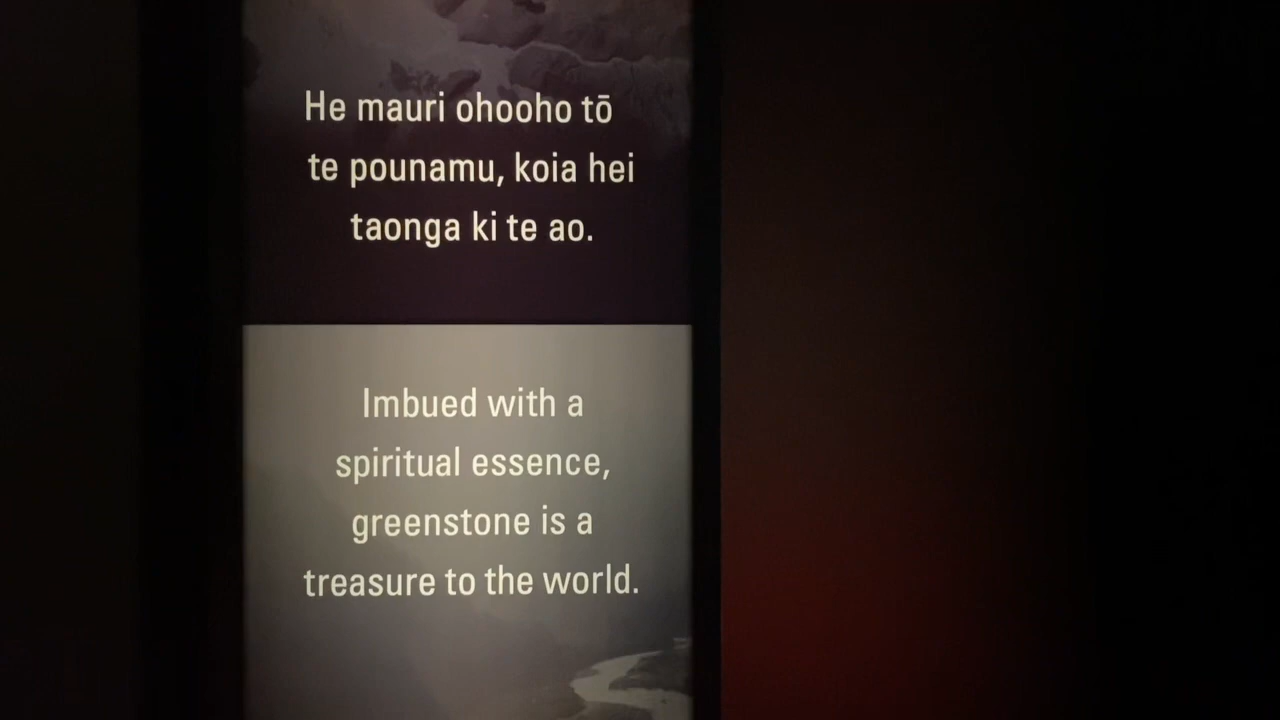 He mauri ohooho tō
te pounamu, koia hei
taonga ki te ao.
Imbued with a
spiritual essence,
greenstone is a
treasure to the world.